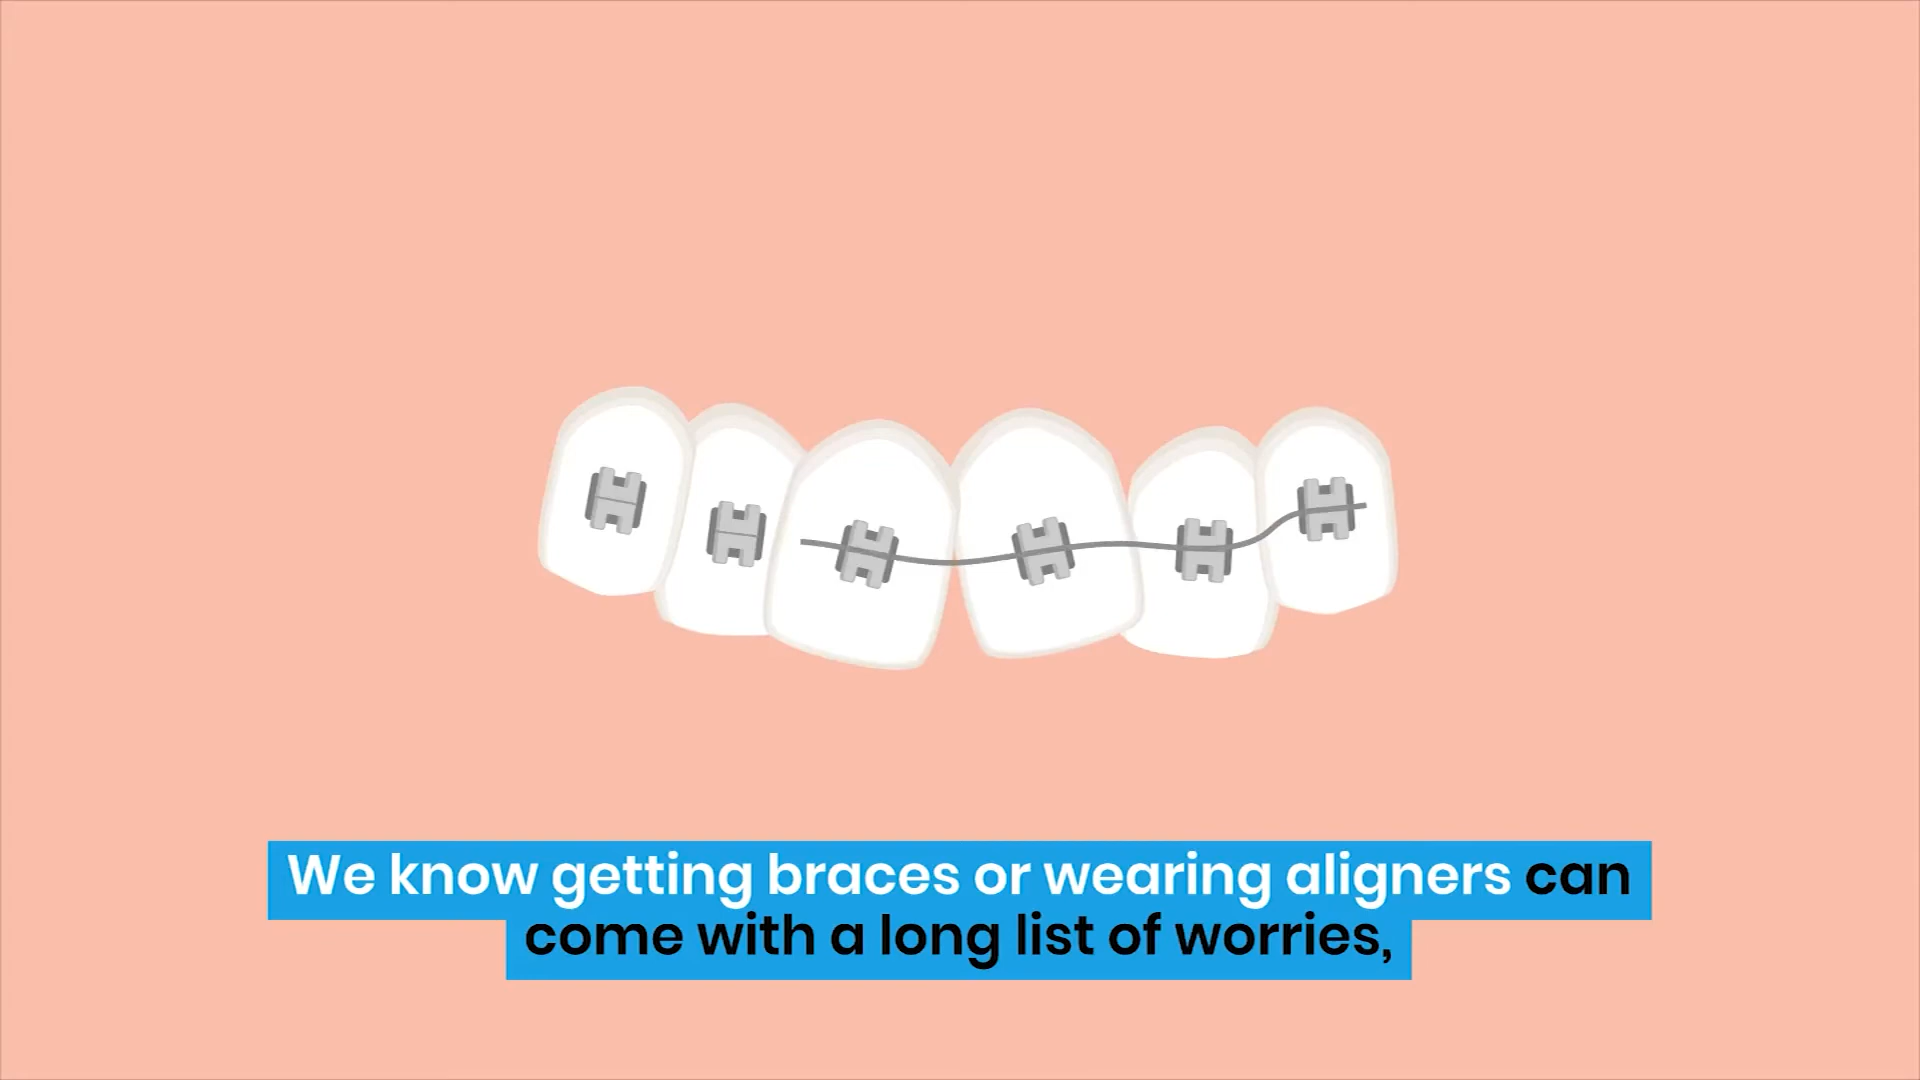 We know getting braces or wearing aligners can
come with a long list of worries,